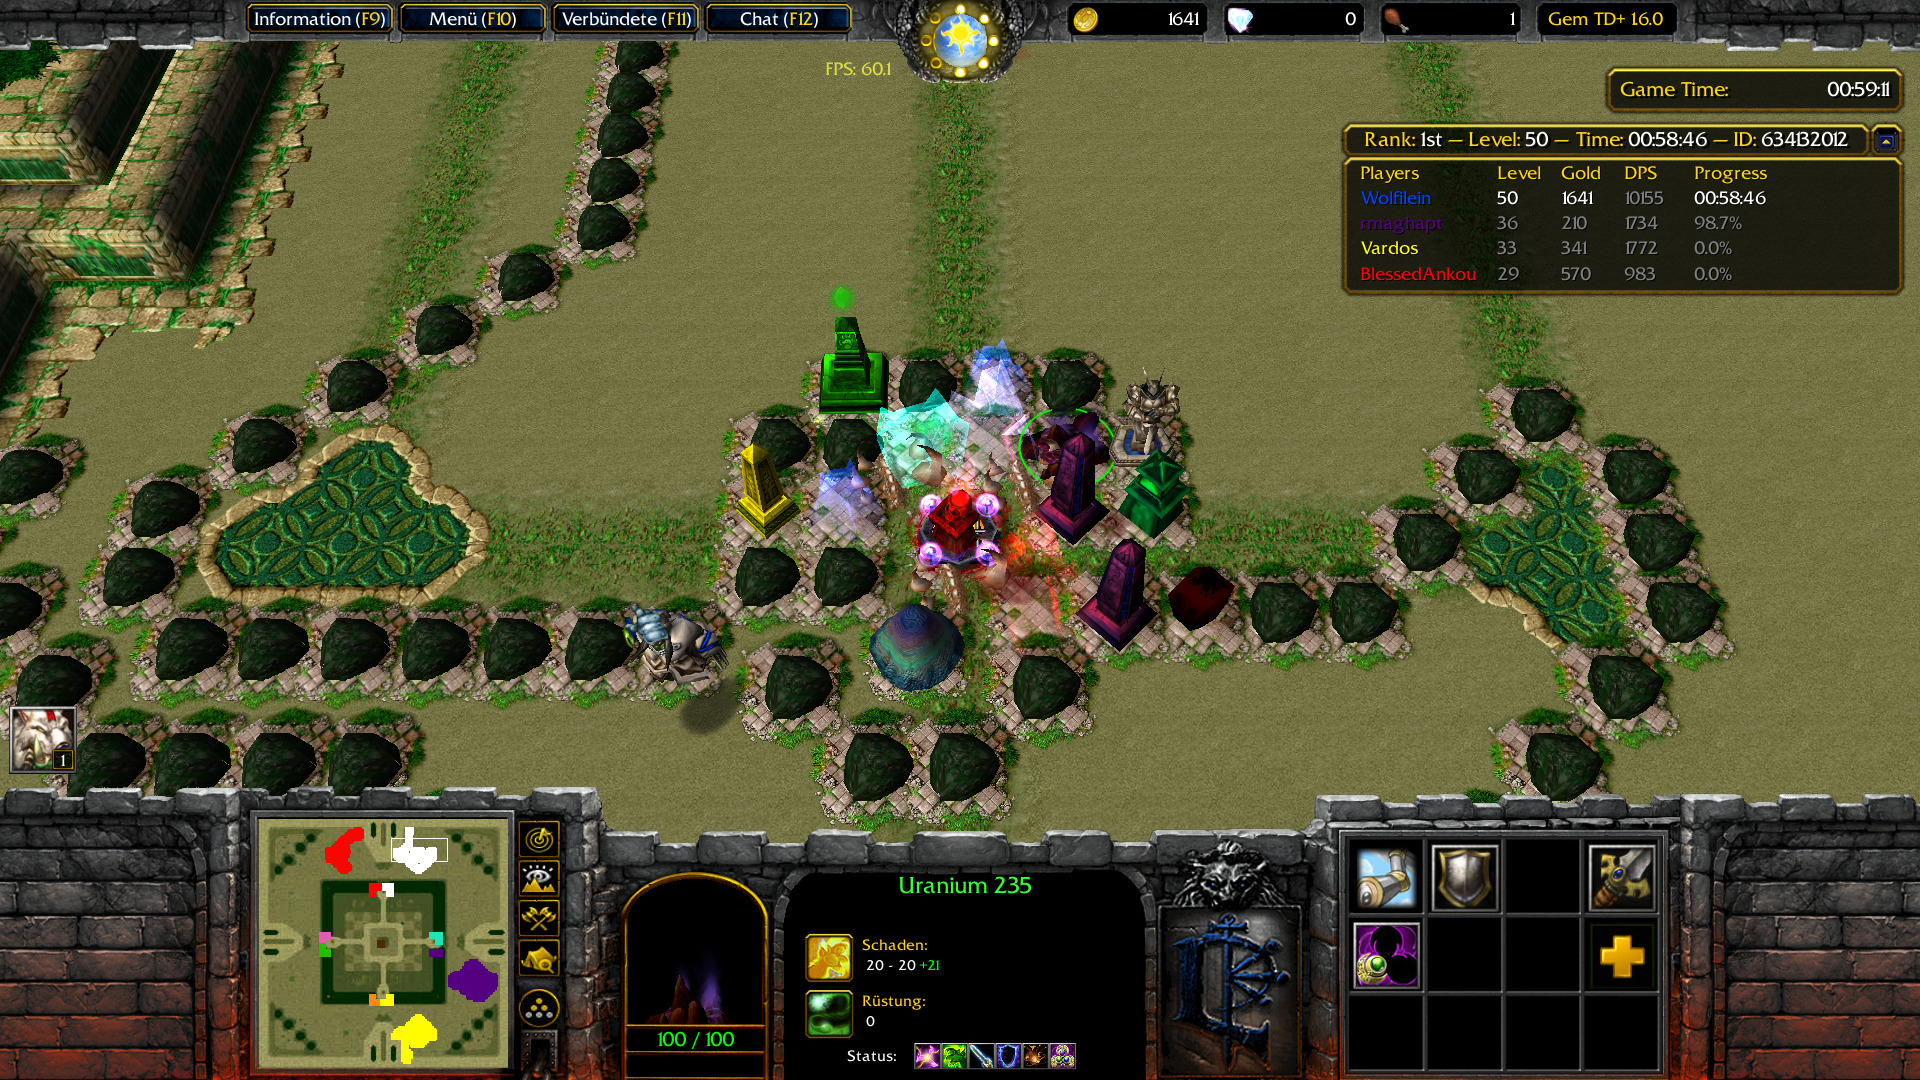 Information (F9) Menü (F10) Verbündete (F11) Chat (F12) 1641 0 1 Gem TD+ 1.6.0
FPS: 60.1
Game Time: 00:59:11
Rank: 1st — Level: 50 — Time: 00:58:46 — ID: 634132012
Players Level Gold DPS Progress
Wolfilein 50 1641 10155 00:58:46
rmaghapt 36 210 1734 98.7%
Vardos 33 341 1772 0.0%
BlessedAnkou 29 570 983 0.0%
1
Uranium 235
Schaden:
20 - 20 +21
Rüstung:
0
100 / 100
Status: